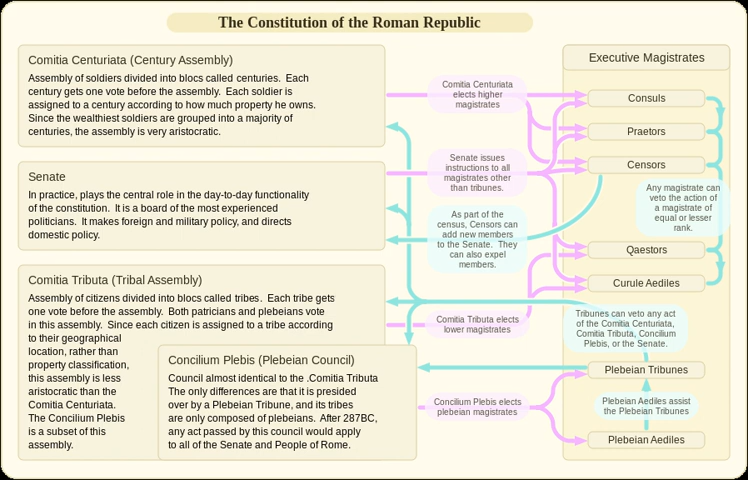 The Constitution of the Roman Republic
Comitia Centuriata (Century Assembly)
Assembly of soldiers divided into blocs called centuries. Each
century gets one vote before the assembly. Each soldier is
assigned to a century according to how much property he owns.
Since the wealthiest soldiers are grouped into a majority of
centuries, the assembly is very aristocratic.
Senate
In practice, plays the central role in the day-to-day functionality
of the constitution. It is a board of the most experienced
politicians. It makes foreign and military policy, and directs
domestic policy.
Comitia Tributa (Tribal Assembly)
Assembly of citizens divided into blocs called tribes. Each tribe gets
one vote before the assembly. Both patricians and plebeians vote
in this assembly. Since each citizen is assigned to a tribe according
to their geographical
location, rather than
property classification,
this assembly is less
aristocratic than the
Comitia Centuriata.
The Concilium Plebis
is a subset of this
assembly.
Concilium Plebis (Plebeian Council)
Council almost identical to the .Comitia Tributa
The only differences are that it is presided
over by a Plebeian Tribune, and its tribes
are only composed of plebeians. After 287BC,
any act passed by this council would apply
to all of the Senate and People of Rome.
Comitia Centuriata
elects higher
magistrates
Senate issues
instructions to all
magistrates other
than tribunes.
As part of the
census, Censors can
add new members
to the Senate. They
can also expel
members.
Comitia Tributa elects
lower magistrates
Concilium Plebis elects
plebeian magistrates
Executive Magistrates
Consuls
Praetors
Censors
Any magistrate can
veto the action of
a magistrate of
equal or lesser
rank.
Qaestors
Curule Aediles
Tribunes can veto any act
of the Comitia Centuriata,
Comitia Tributa, Concilium
Plebis, or the Senate.
Plebeian Tribunes
Plebeian Aediles assist
the Plebeian Tribunes
Plebeian Aediles